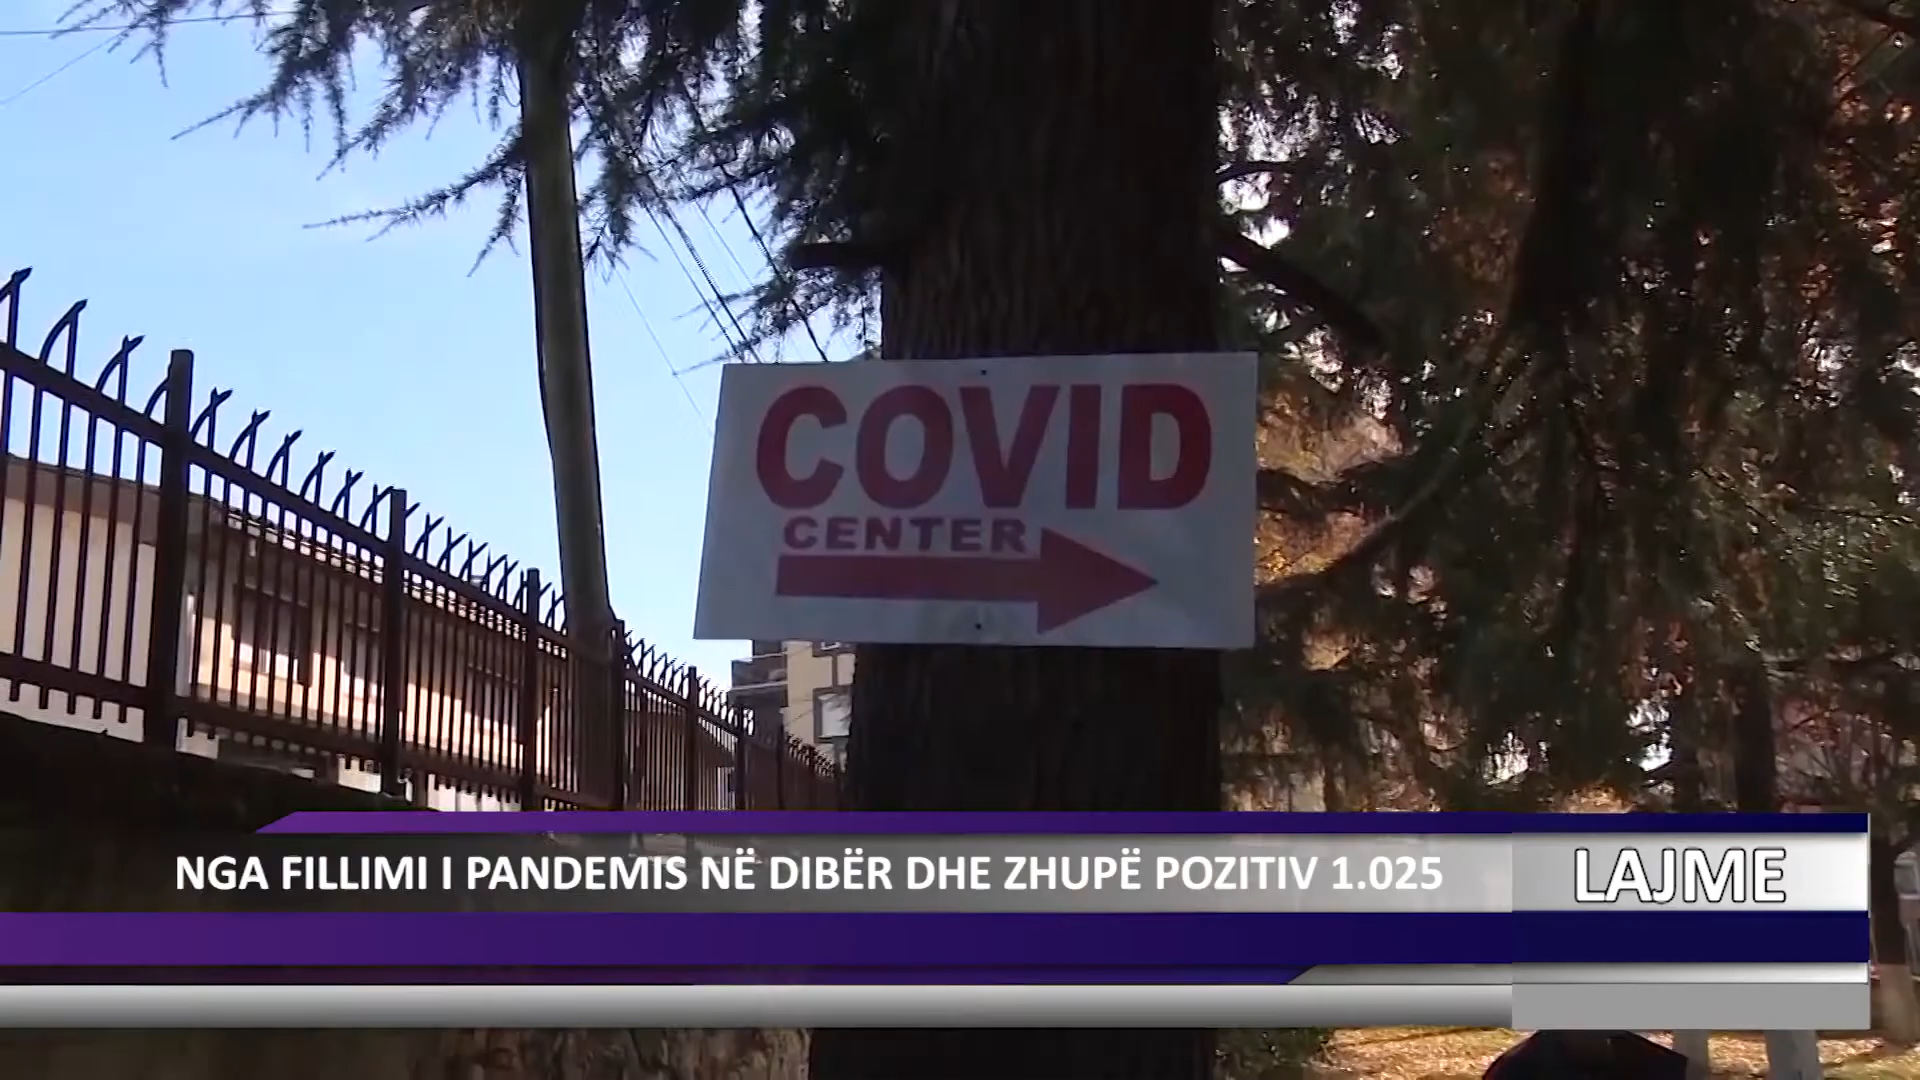 COVID
CENTER
NGA FILLIMI I PANDEMIS NË DIBËR DHE ZHUPË POZITIV 1.025
LAJME